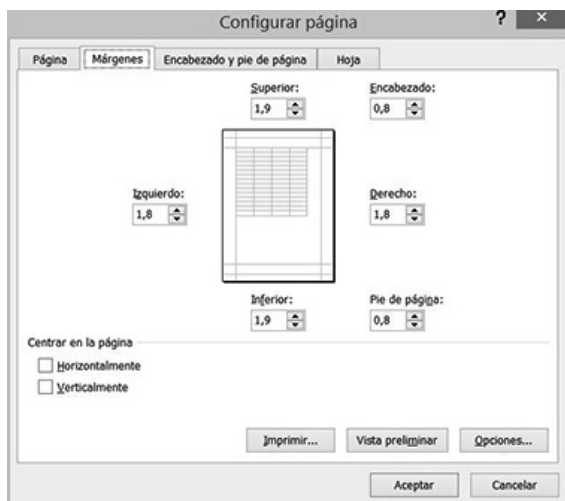 Configurar página
? ×
Página Márgenes Encabezado y pie de página Hoja
Superior: Encabezado:
1,9 0,8
Izquierdo: Derecho:
1,8 1,8
Inferior: Pie de página:
1,9 0,8
Centrar en la página
Horizontalmente
Verticalmente
Imprimir... Vista preliminar Opciones...
Aceptar Cancelar